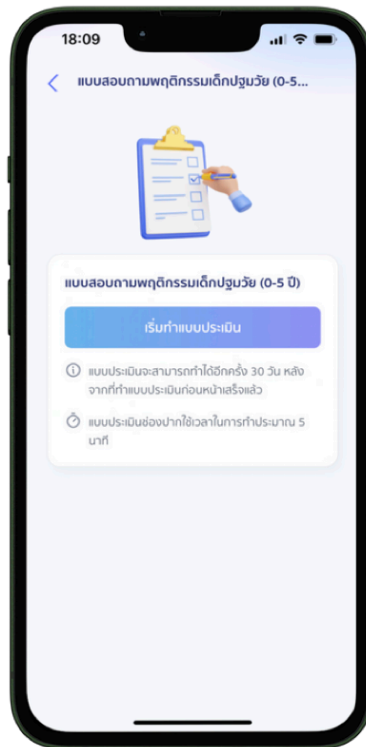 18:09
แบบสอบถามพฤติกรรมเด็กปฐมวัย (0-5...
แบบสอบถามพฤติกรรมเด็กปฐมวัย (0-5 ปี)
เริ่มทำแบบประเมิน
แบบประเมินจะสามารถทำได้อีกครั้ง 30 วัน หลัง
จากที่ทำแบบประเมินก่อนหน้าเสร็จแล้ว
แบบประเมินช่องปากใช้เวลาในการทำประมาณ 5
นาที